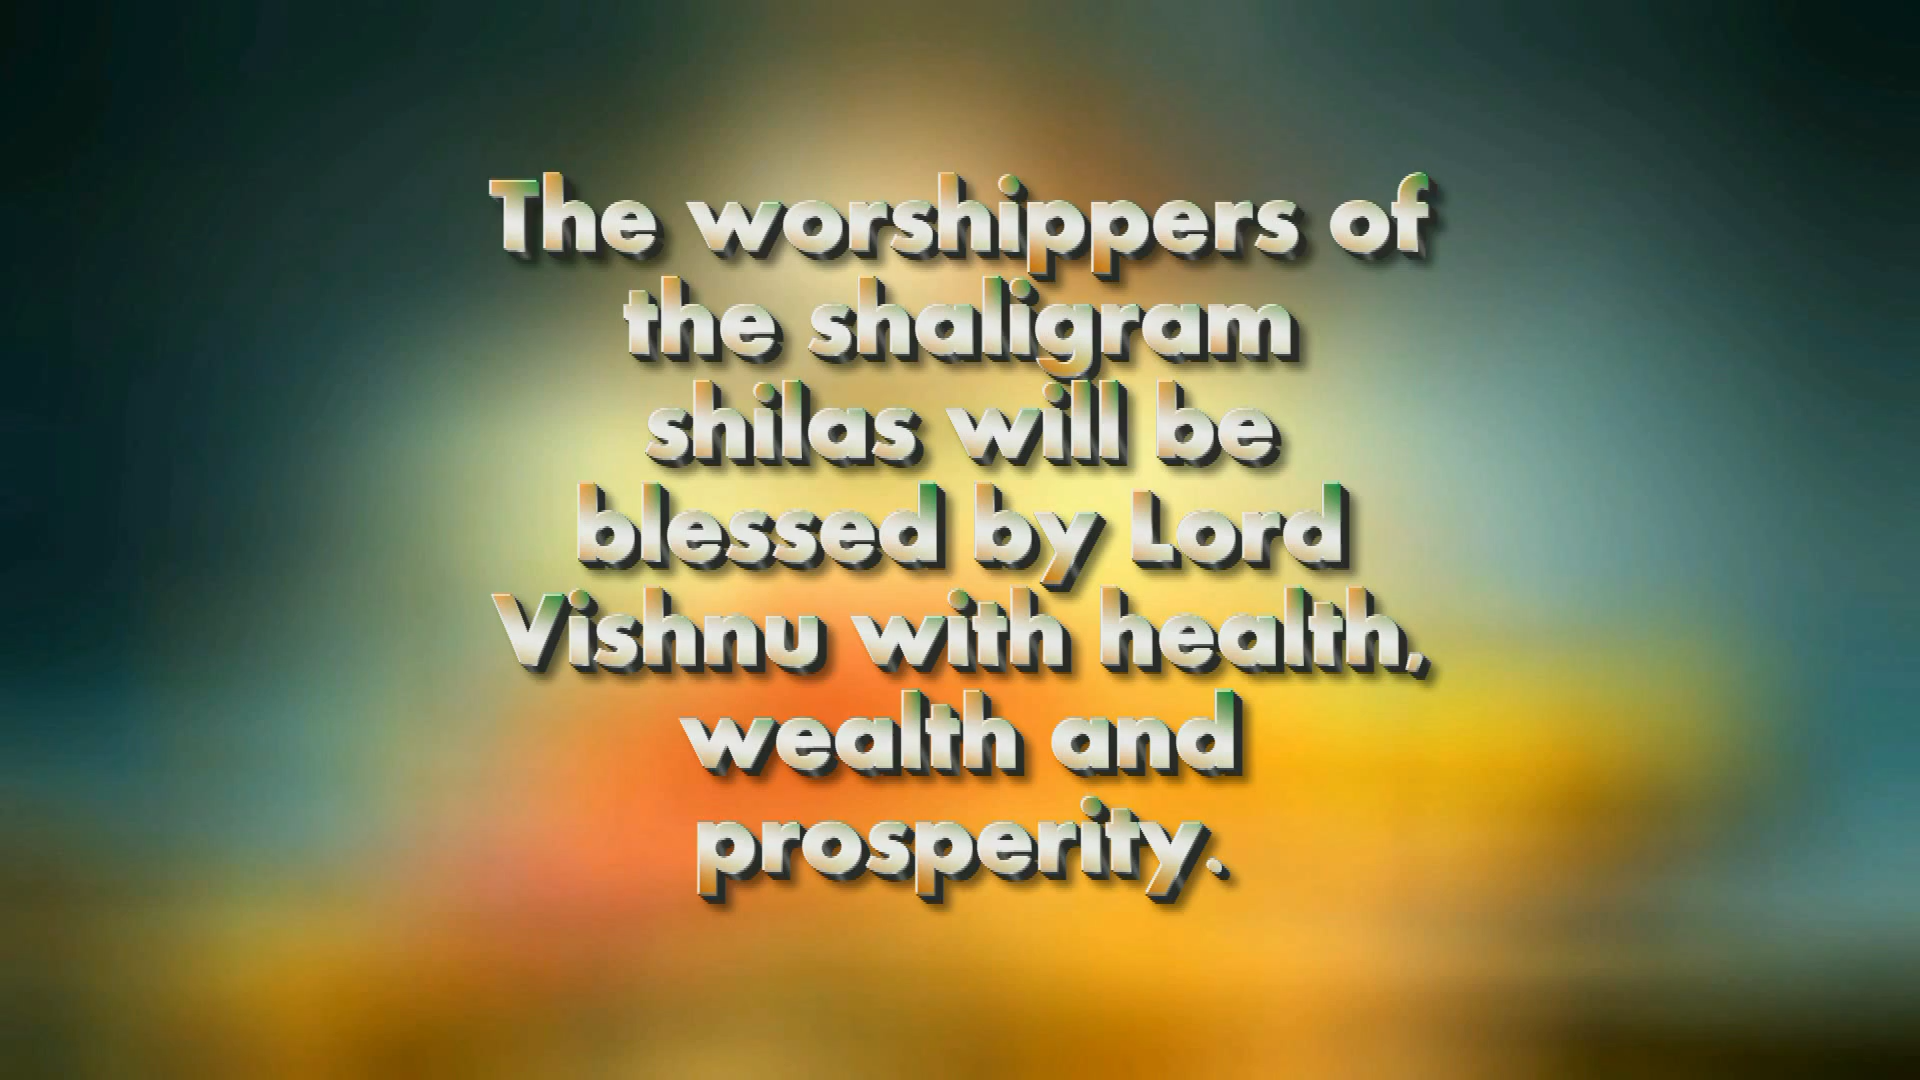 The worshippers of
the shaligram
shilas will be
blessed by Lord
Vishnu with health,
wealth and
prosperity.